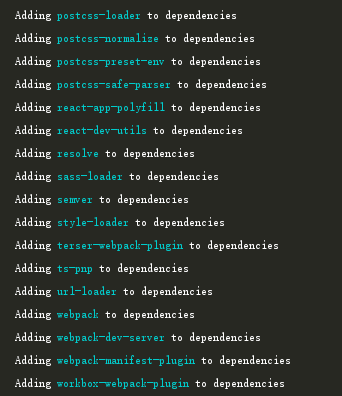 Adding postcss-loader to dependencies
Adding postcss-normalize to dependencies
Adding postcss-preset-env to dependencies
Adding postcss-safe-parser to dependencies
Adding react-app-polyfill to dependencies
Adding react-dev-utils to dependencies
Adding resolve to dependencies
Adding sass-loader to dependencies
Adding semver to dependencies
Adding style-loader to dependencies
Adding terser-webpack-plugin to dependencies
Adding ts-pnp to dependencies
Adding url-loader to dependencies
Adding webpack to dependencies
Adding webpack-dev-server to dependencies
Adding webpack-manifest-plugin to dependencies
Adding workbox-webpack-plugin to dependencies